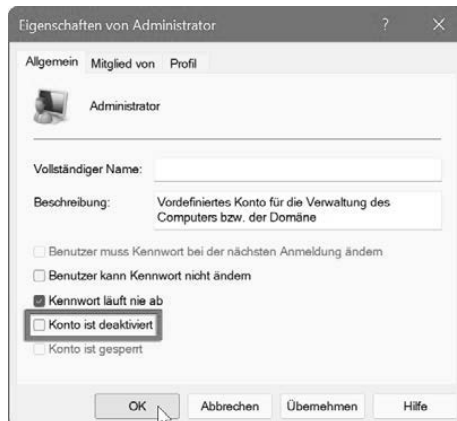 Eigenschaften von Administrator
Allgemein Mitglied von Profil
Administrator
Vollständiger Name:
Beschreibung: Vordefiniertes Konto für die Verwaltung des
Computers bzw. der Domäne
Benutzer muss Kennwort bei der nächsten Anmeldung ändern
Benutzer kann Kennwort nicht ändern
Kennwort läuft nie ab
Konto ist deaktiviert
Konto ist gesperrt
OK Abbrechen Übernehmen Hilfe